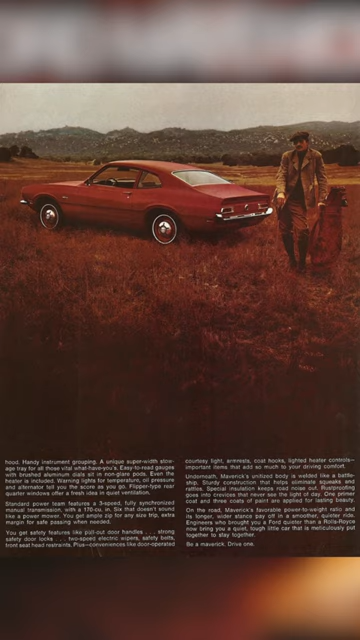 hood. Handy instrument grouping. A unique super-width stow-
age tray for all those vital what-have-you's. Easy-to-read gauges
with brushed aluminum dials sit in non-glare pods. Even the
heater is included. Warning lights for temperature, oil pressure
and alternator tell you the score as you go. Flipper-type rear
quarter windows offer a fresh idea in quiet ventilation.
Standard power team features a 3-speed, fully synchronized
manual transmission, with a 170-cu. in. Six that doesn't sound
like a power mower. You get ample zip for any size trip, extra
margin for safe passing when needed.
You get safety features like pull-out door handles . . . strong
safety door locks . . . two-speed electric wipers, safety belts,
front seat head restraints. Plus—conveniences like door-operated
courtesy light, armrests, coat hooks, lighted heater controls—
important items that add so much to your driving comfort.
Underneath, Maverick's unitized body is welded like a battle-
ship. Sturdy construction that helps eliminate squeaks and
rattles. Special insulation keeps road noise out. Rustproofing
goes into crevices that never see the light of day. One primer
coat and three coats of paint are applied for lasting beauty.
On the road, Maverick's favorable power-to-weight ratio and
its longer, wider stance pay off in a smoother, quieter ride.
Engineers who brought you a Ford quieter than a Rolls-Royce
now bring you a quiet, tough little car that is meticulously put
together to stay together.
Be a maverick. Drive one.